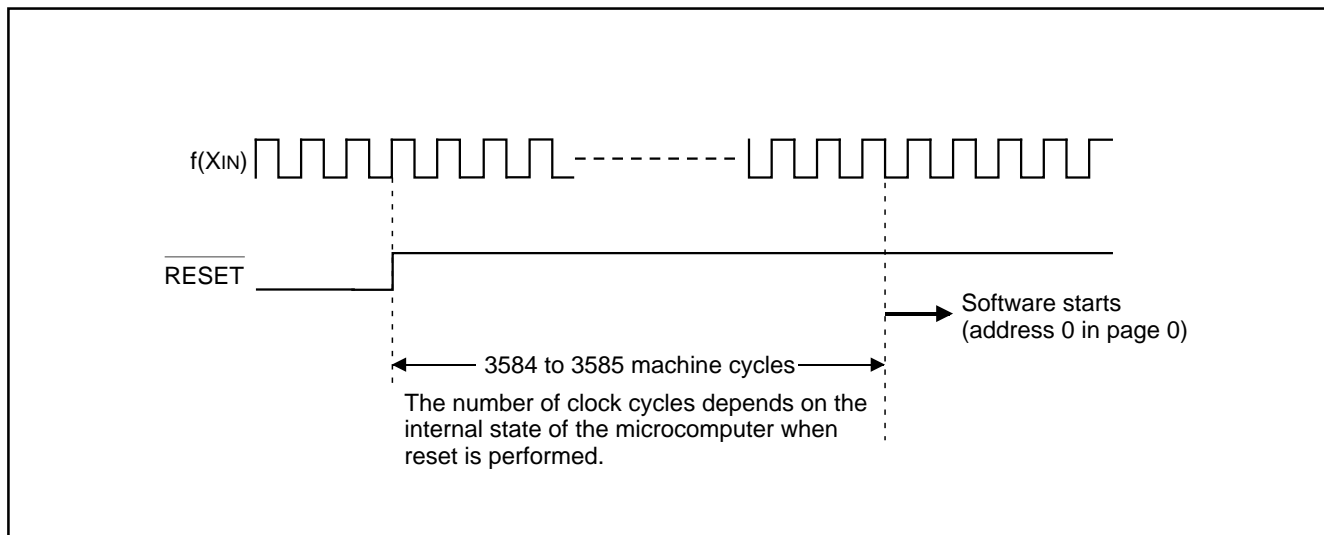 f(XIN)
RESET
Software starts
(address 0 in page 0)
3584 to 3585 machine cycles
The number of clock cycles depends on the
internal state of the microcomputer when
reset is performed.